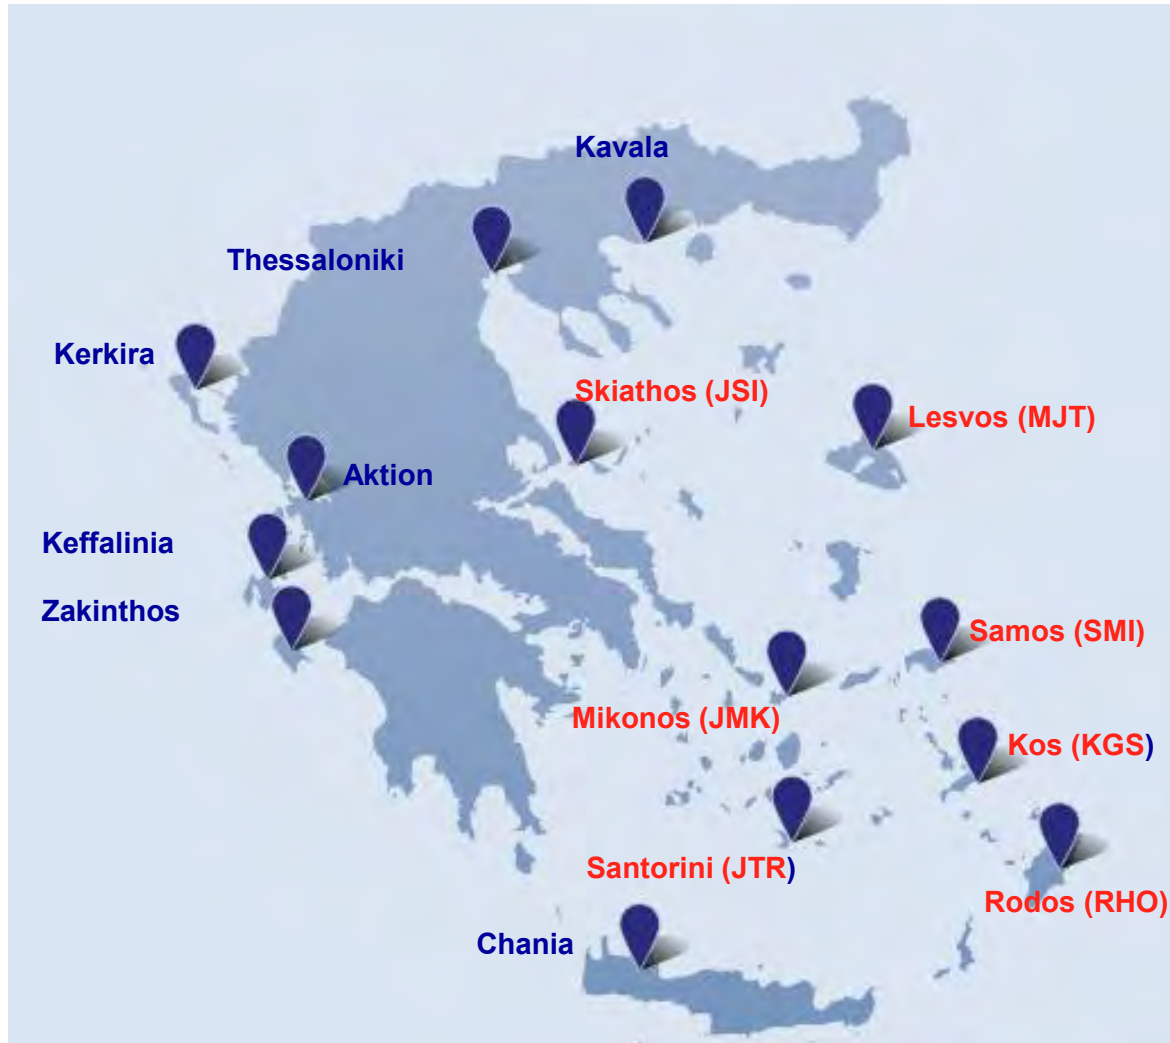 Kavala
Thessaloniki
Kerkira
Skiathos (JSI)
Lesvos (MJT)
Aktion
Keffalinia
Zakinthos
Samos (SMI)
Mikonos (JMK)
Kos (KGS)
Santorini (JTR)
Rodos (RHO)
Chania